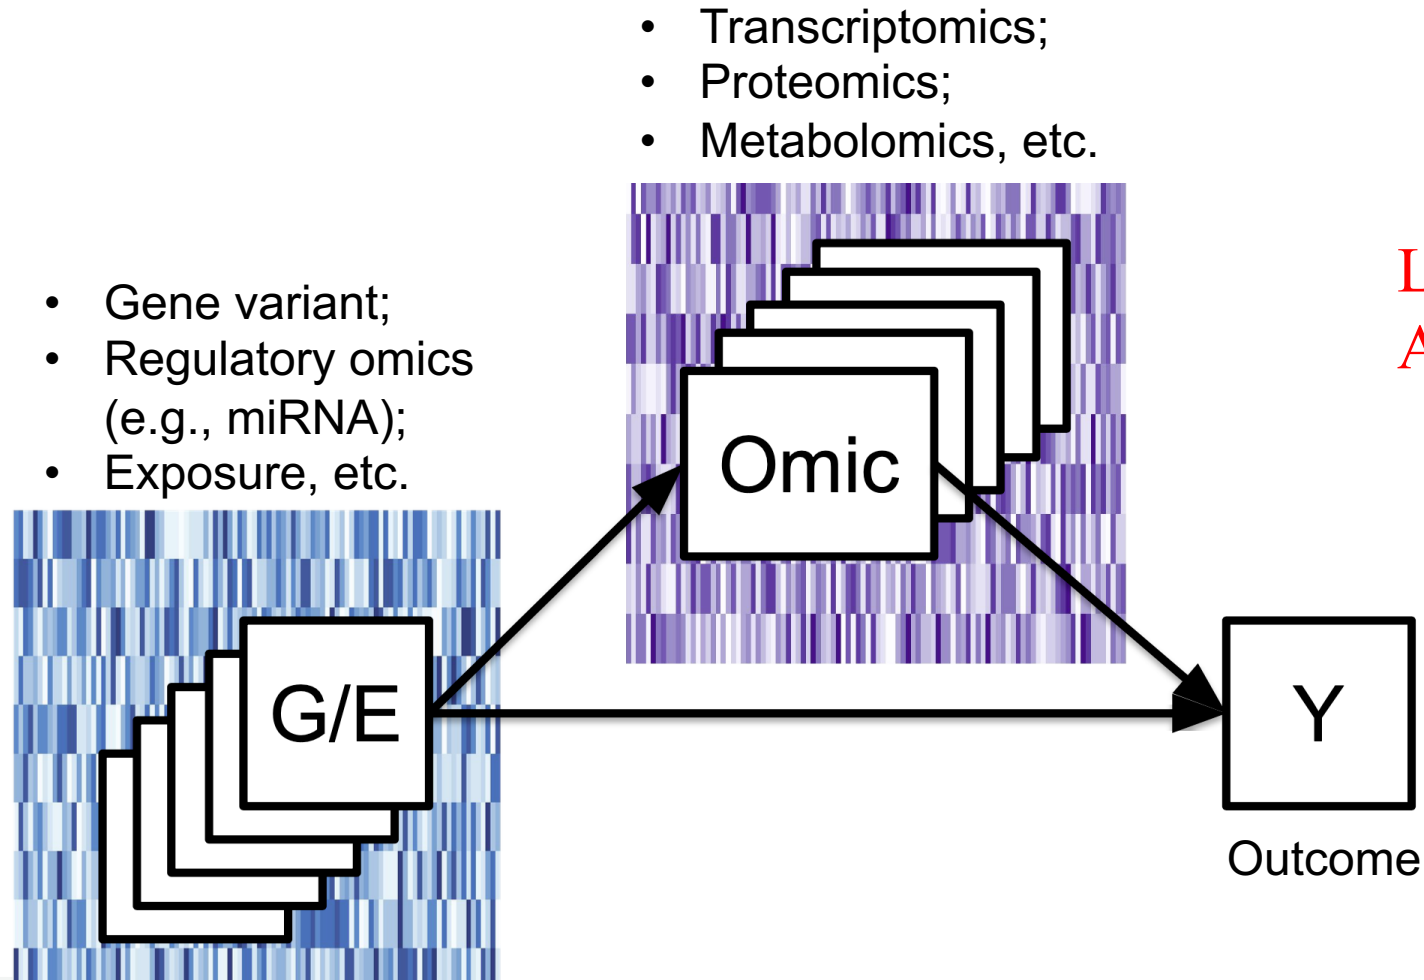 • Transcriptomics;
• Proteomics;
• Metabolomics, etc.
• Gene variant;
• Regulatory omics
(e.g., miRNA);
• Exposure, etc.
Omic
G/E
Y
Outcome